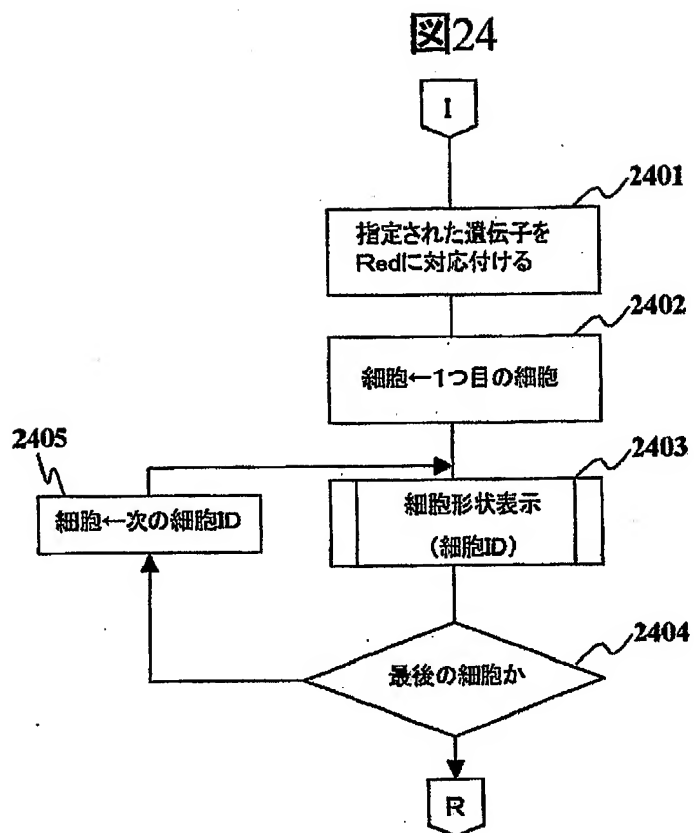 図24
I
2401
指定された遺伝子を
Redに対応付ける
2402
細胞←1つ目の細胞
2405
細胞←次の細胞ID
2403
細胞形状表示
(細胞ID)
2404
最後の細胞か
R